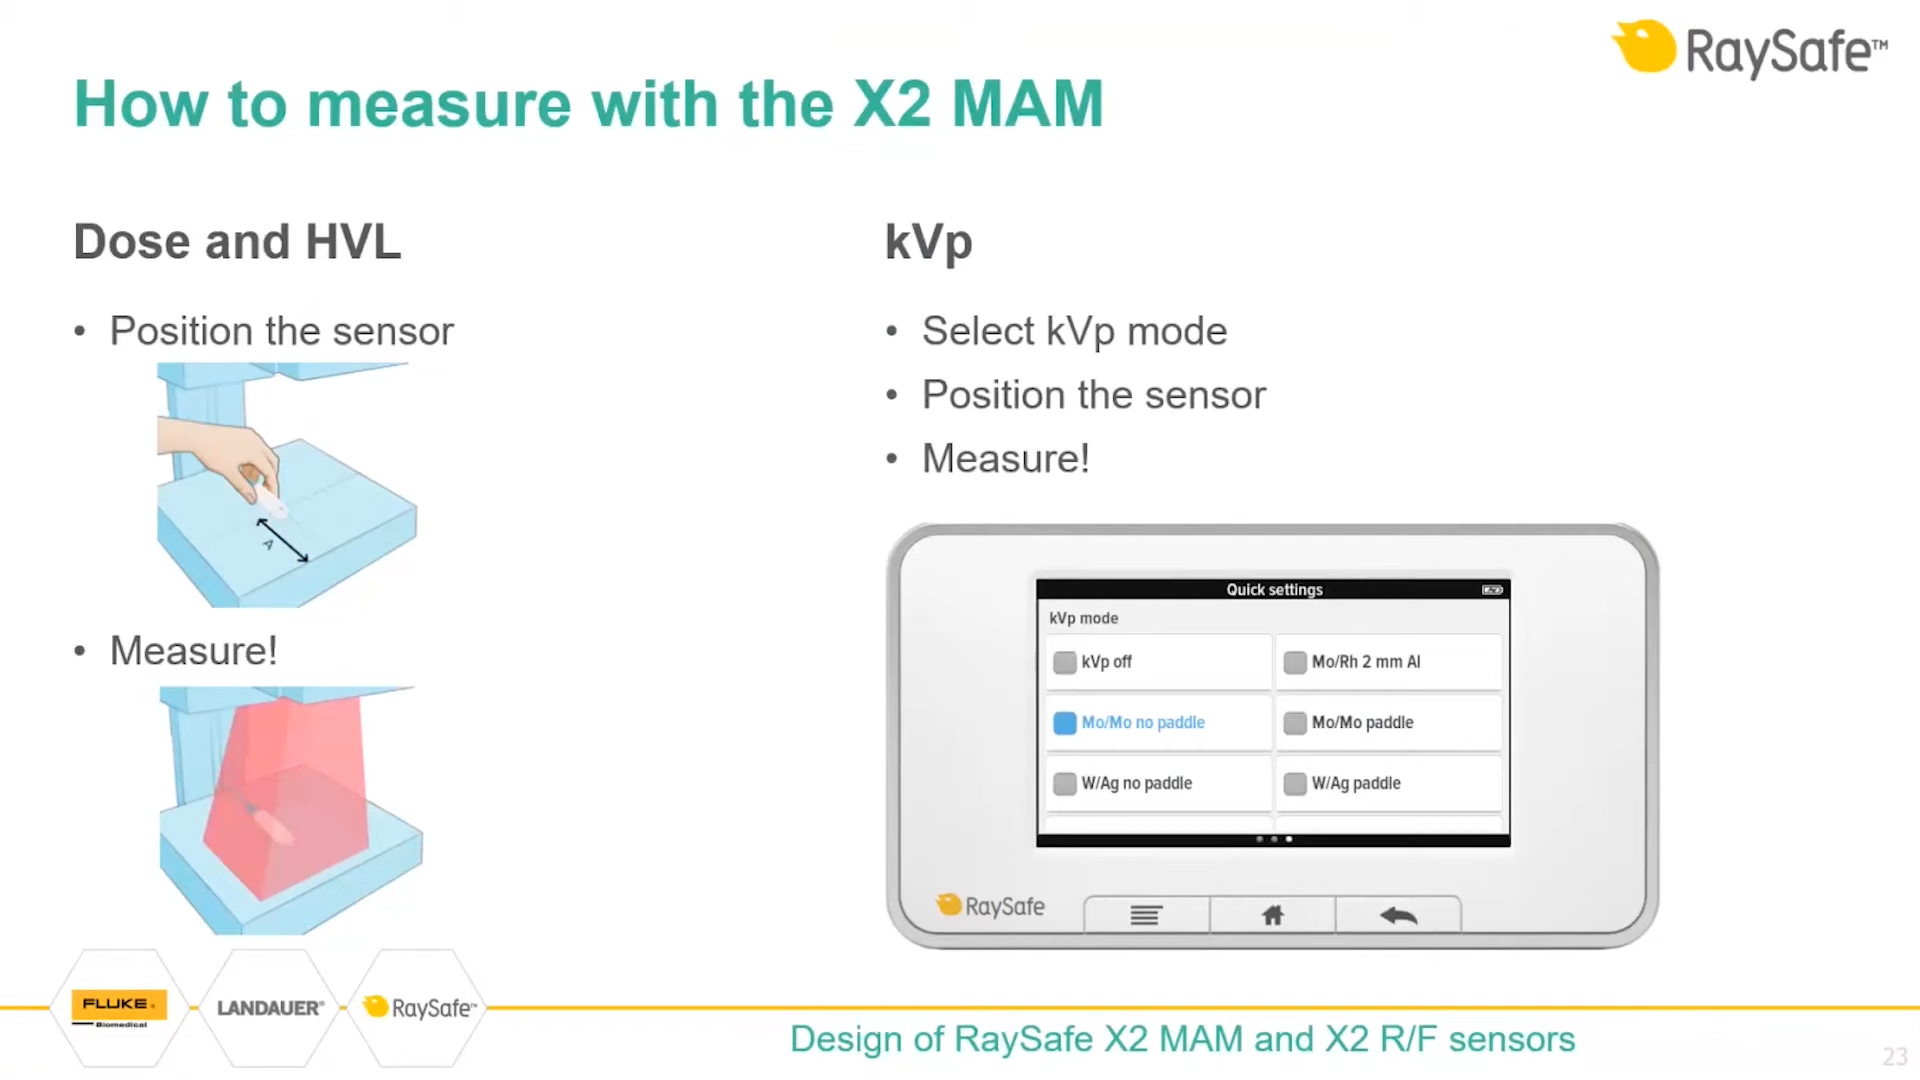 RaySafe™
How to measure with the X2 MAM
Dose and HVL
• Position the sensor
A
• Measure!
kVp
• Select kVp mode
• Position the sensor
• Measure!
Quick settings
kVp mode
kVp off
Mo/Rh 2 mm Al
Mo/Mo no paddle
Mo/Mo paddle
W/Ag no paddle
W/Ag paddle
RaySafe
FLUKE®
Biomedical
LANDAUER®
RaySafe™
Design of RaySafe X2 MAM and X2 R/F sensors
23